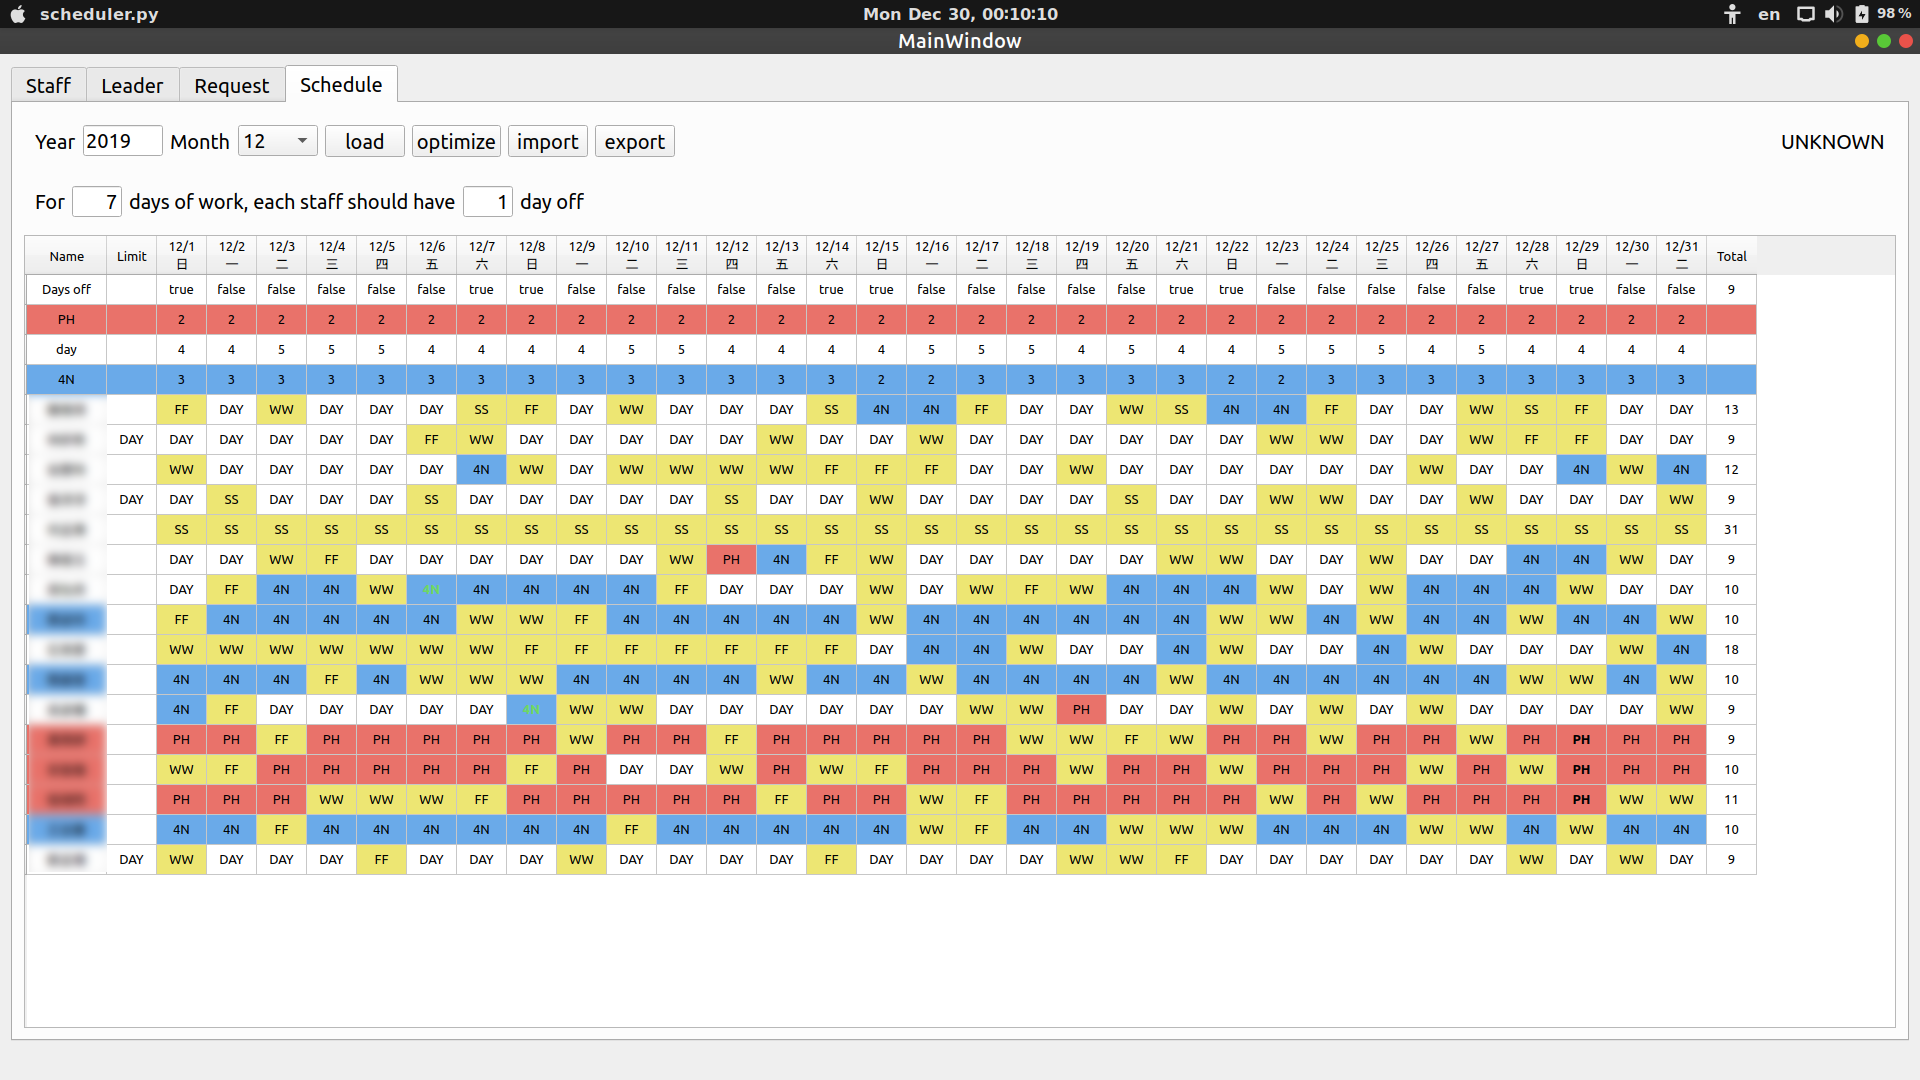 scheduler.py Mon Dec 30, 00:10:10 en 98%
MainWindow
Staff Leader Request Schedule
Year 2019 Month 12 load optimize import export UNKNOWN
For 7 days of work, each staff should have 1 day off
Name Limit 12/1 12/2 12/3 12/4 12/5 12/6 12/7 12/8 12/9 12/10 12/11 12/12 12/13 12/14 12/15 12/16 12/17 12/18 12/19 12/20 12/21 12/22 12/23 12/24 12/25 12/26 12/27 12/28 12/29 12/30 12/31 Total
日 一 二 三 四 五 六 日 一 二 三 四 五 六 日 一 二 三 四 五 六 日 一 二 三 四 五 六 日 一 二
Days off true false false false false false true true false false false false false true true false false false false false true true false false false false false true true false false 9
PH 2 2 2 2 2 2 2 2 2 2 2 2 2 2 2 2 2 2 2 2 2 2 2 2 2 2 2 2 2 2 2
day 4 4 5 5 5 4 4 4 4 5 5 4 4 4 4 5 5 5 4 5 4 4 5 5 5 4 5 4 4 4 4
4N 3 3 3 3 3 3 3 3 3 3 3 3 3 3 2 2 3 3 3 3 3 2 2 3 3 3 3 3 3 3 3
FF DAY WW DAY DAY DAY SS FF DAY WW DAY DAY DAY SS 4N 4N FF DAY DAY WW SS 4N 4N FF DAY DAY WW SS FF DAY DAY 13
DAY DAY DAY DAY DAY DAY FF WW DAY DAY DAY DAY WW DAY DAY WW DAY DAY DAY DAY DAY DAY WW WW DAY DAY WW FF FF DAY DAY 9
WW DAY DAY DAY DAY DAY 4N WW DAY WW WW WW WW FF FF FF DAY DAY WW DAY DAY DAY DAY DAY DAY WW DAY DAY 4N WW 4N 12
DAY DAY SS DAY DAY DAY SS DAY DAY DAY DAY DAY SS DAY DAY WW DAY DAY DAY DAY SS DAY DAY WW WW DAY DAY WW DAY DAY DAY WW 9
SS SS SS SS SS SS SS SS SS SS SS SS SS SS SS SS SS SS SS SS SS SS SS SS SS SS SS SS SS SS SS 31
DAY DAY WW FF DAY DAY DAY DAY DAY DAY WW PH 4N FF WW DAY DAY DAY DAY DAY WW WW DAY DAY WW DAY DAY 4N 4N WW DAY 9
DAY FF 4N 4N WW 4N 4N 4N 4N 4N FF DAY DAY DAY WW DAY WW FF WW 4N 4N 4N WW DAY WW 4N 4N 4N WW DAY DAY 10
FF 4N 4N 4N 4N 4N WW WW FF 4N 4N 4N 4N 4N WW 4N 4N 4N 4N 4N 4N WW WW 4N WW 4N 4N WW 4N 4N WW 10
WW WW WW WW WW WW WW FF FF FF FF FF FF FF DAY 4N 4N WW DAY DAY 4N WW DAY DAY 4N WW DAY DAY DAY WW 4N 18
4N 4N 4N FF 4N WW WW WW 4N 4N 4N 4N WW 4N 4N WW 4N 4N 4N 4N WW 4N 4N 4N 4N 4N 4N WW WW 4N WW 10
4N FF DAY DAY DAY DAY DAY 4N WW WW DAY DAY DAY DAY DAY DAY WW WW PH DAY DAY WW DAY WW DAY WW DAY DAY DAY DAY WW 9
PH PH FF PH PH PH PH PH WW PH PH FF PH PH PH PH PH WW WW FF WW PH PH WW PH PH WW PH PH PH PH 9
WW FF PH PH PH PH PH FF PH DAY DAY WW PH WW FF PH PH PH WW PH PH WW PH PH PH WW PH WW PH PH PH 10
PH PH PH WW WW WW FF PH PH PH PH PH FF PH PH WW FF PH PH PH PH PH WW PH WW PH PH PH PH WW WW 11
4N 4N FF 4N 4N 4N 4N 4N 4N FF 4N 4N 4N 4N 4N WW FF 4N 4N WW WW WW 4N 4N 4N WW WW 4N WW 4N 4N 10
DAY WW DAY DAY DAY FF DAY DAY DAY WW DAY DAY DAY DAY FF DAY DAY DAY DAY WW WW FF DAY DAY DAY DAY DAY DAY WW DAY WW DAY 9